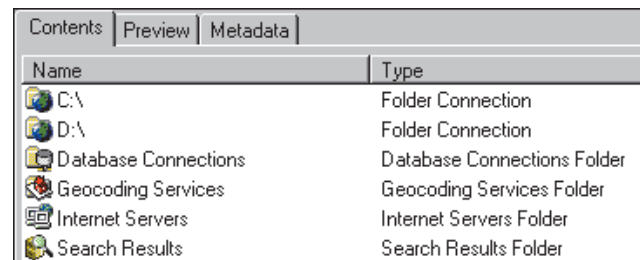 Contents Preview Metadata
Name Type
C:\ Folder Connection
D:\ Folder Connection
Database Connections Database Connections Folder
Geocoding Services Geocoding Services Folder
Internet Servers Internet Servers Folder
Search Results Search Results Folder